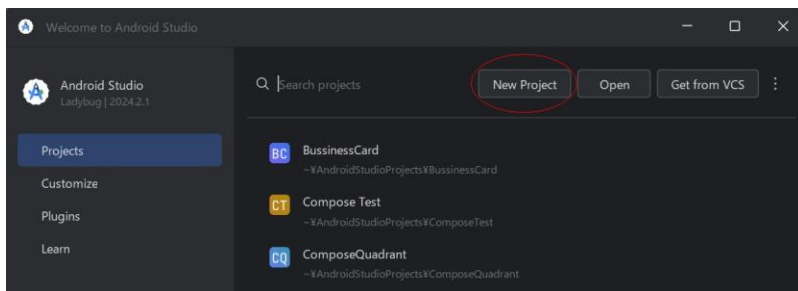 Welcome to Android Studio
Android Studio
Ladybug | 2024.2.1
Search projects
New Project
Open
Get from VCS
Projects
Customize
Plugins
Learn
BC
BussinessCard
~¥AndroidStudioProjects¥BussinessCard
CT
Compose Test
~¥AndroidStudioProjects¥ComposeTest
CQ
ComposeQuadrant
~¥AndroidStudioProjects¥ComposeQuadrant